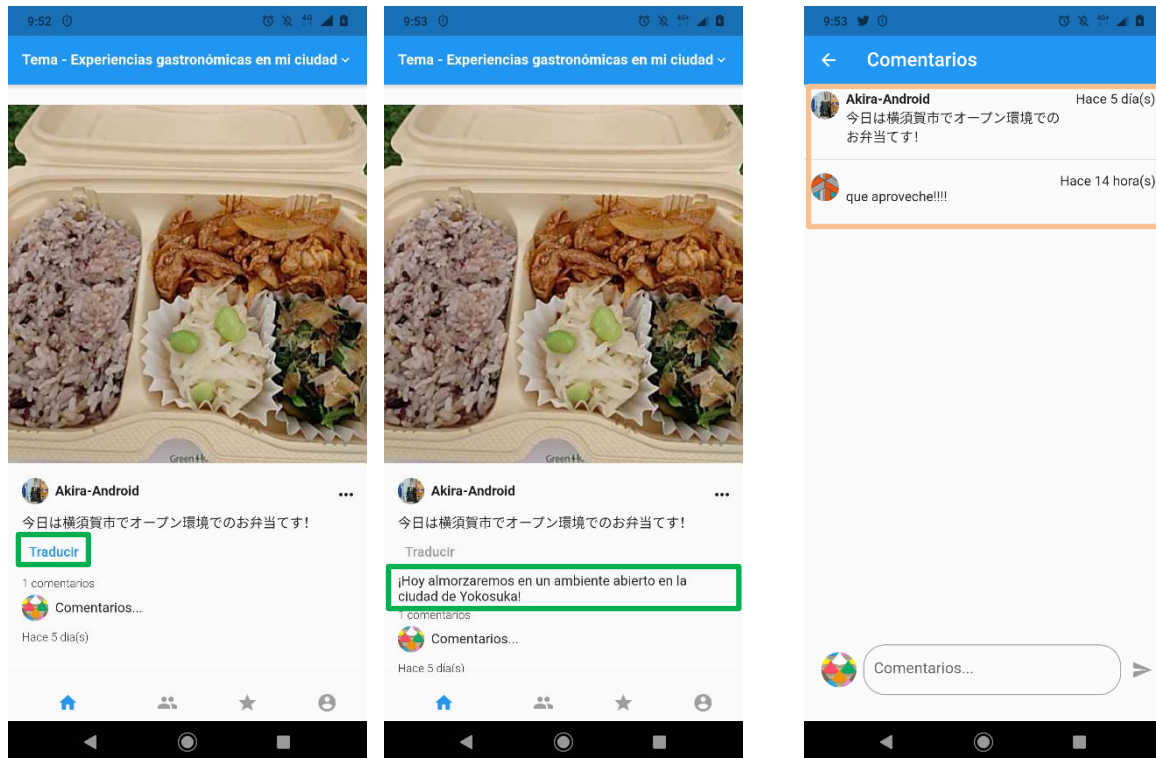 9:52
4G
Tema - Experiencias gastronómicas en mi ciudad
Akira-Android
今日は横須賀市でオープン環境でのお弁当てす!
Traducir
1 comentarios
Comentarios...
Hace 5 día(s)
9:53
4G+
Tema - Experiencias gastronómicas en mi ciudad
Akira-Android
今日は横須賀市でオープン環境でのお弁当てす!
Traducir
¡Hoy almorzaremos en un ambiente abierto en la
ciudad de Yokosuka!
1 comentarios
Comentarios...
Hace 5 día(s)
9:53
4G+
Comentarios
Akira-Android
Hace 5 día(s)
今日は横須賀市でオープン環境での
お弁当てす!
Hace 14 hora(s)
que aproveche!!!!
Comentarios...